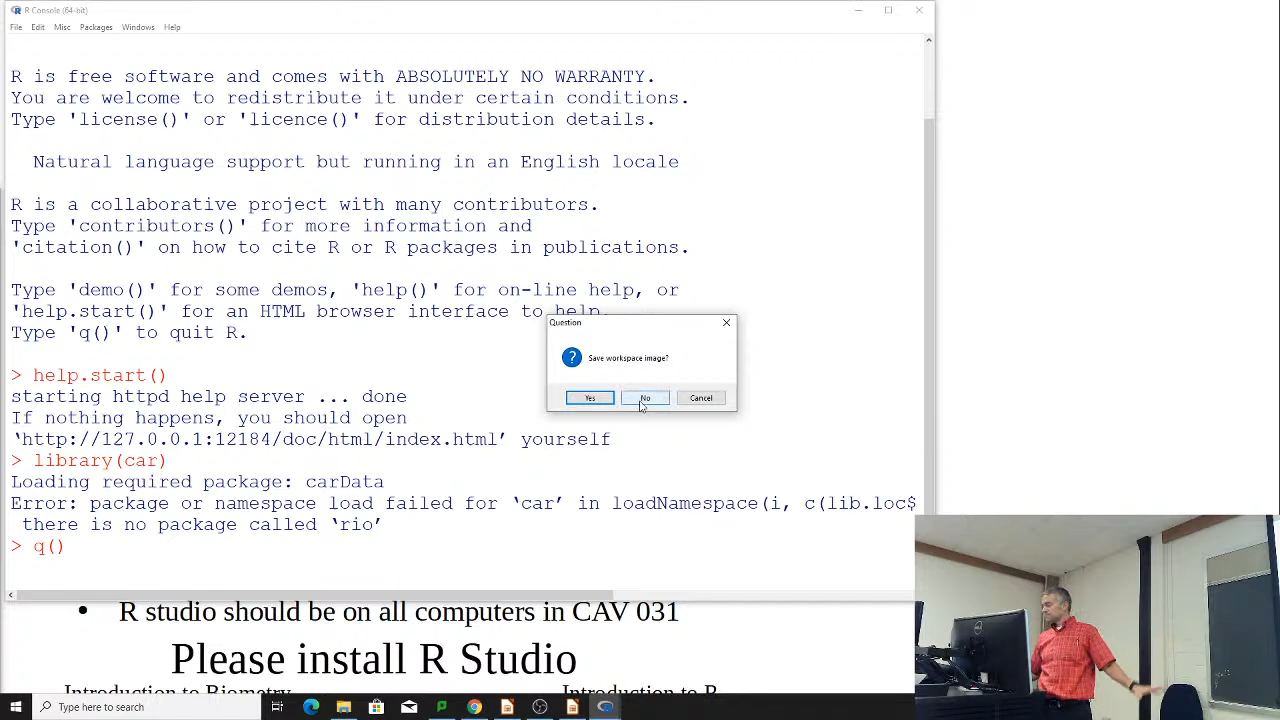 R Console (64-bit)
File Edit Misc Packages Windows Help
R is free software and comes with ABSOLUTELY NO WARRANTY.
You are welcome to redistribute it under certain conditions.
Type 'license()' or 'licence()' for distribution details.
Natural language support but running in an English locale
R is a collaborative project with many contributors.
Type 'contributors()' for more information and
'citation()' on how to cite R or R packages in publications.
Type 'demo()' for some demos, 'help()' for on-line help, or
'help.start()' for an HTML browser interface to help.
Type 'q()' to quit R.
Question
Save workspace image?
Yes No Cancel
> help.start()
starting httpd help server ... done
If nothing happens, you should open
‘http://127.0.0.1:12184/doc/html/index.html’ yourself
> library(car)
Loading required package: carData
Error: package or namespace load failed for ‘car’ in loadNamespace(i, c(lib.loc$
there is no package called ‘rio’
> q()
• R studio should be on all computers in CAV 031
Please install R Studio
Introduction to Biometry Introduction to R
Type here to search